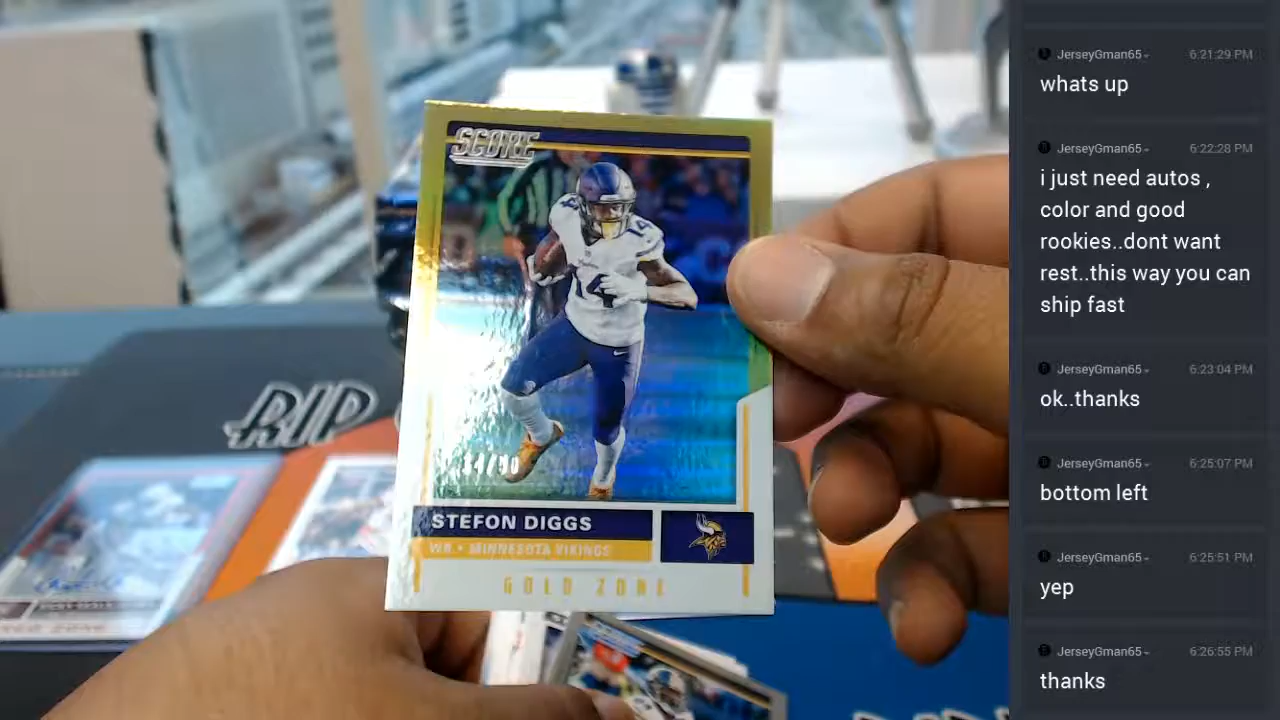 SCORE
14
14
34/50
STEFON DIGGS
WR • MINNESOTA VIKINGS
GOLD ZONE
RIP
JerseyGman65
6:21:29 PM
whats up
JerseyGman65
6:22:28 PM
i just need autos ,
color and good
rookies..dont want
rest..this way you can
ship fast
JerseyGman65
6:23:04 PM
ok..thanks
JerseyGman65
6:25:07 PM
bottom left
JerseyGman65
6:25:51 PM
yep
JerseyGman65
6:26:55 PM
thanks